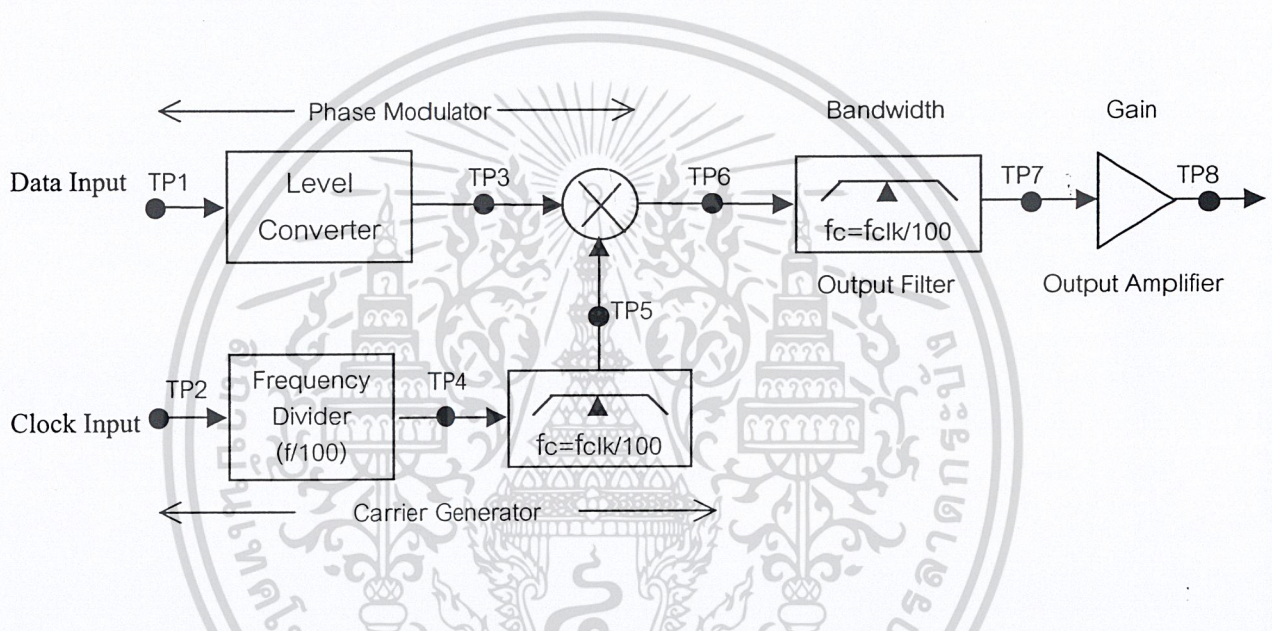 Phase Modulator
Bandwidth
Gain
Data Input
TP1
Level
Converter
TP3
TP6
fc=fclk/100
TP7
TP8
Output Filter
Output Amplifier
TP5
Clock Input
TP2
Frequency
Divider
(f/100)
TP4
fc=fclk/100
Carrier Generator